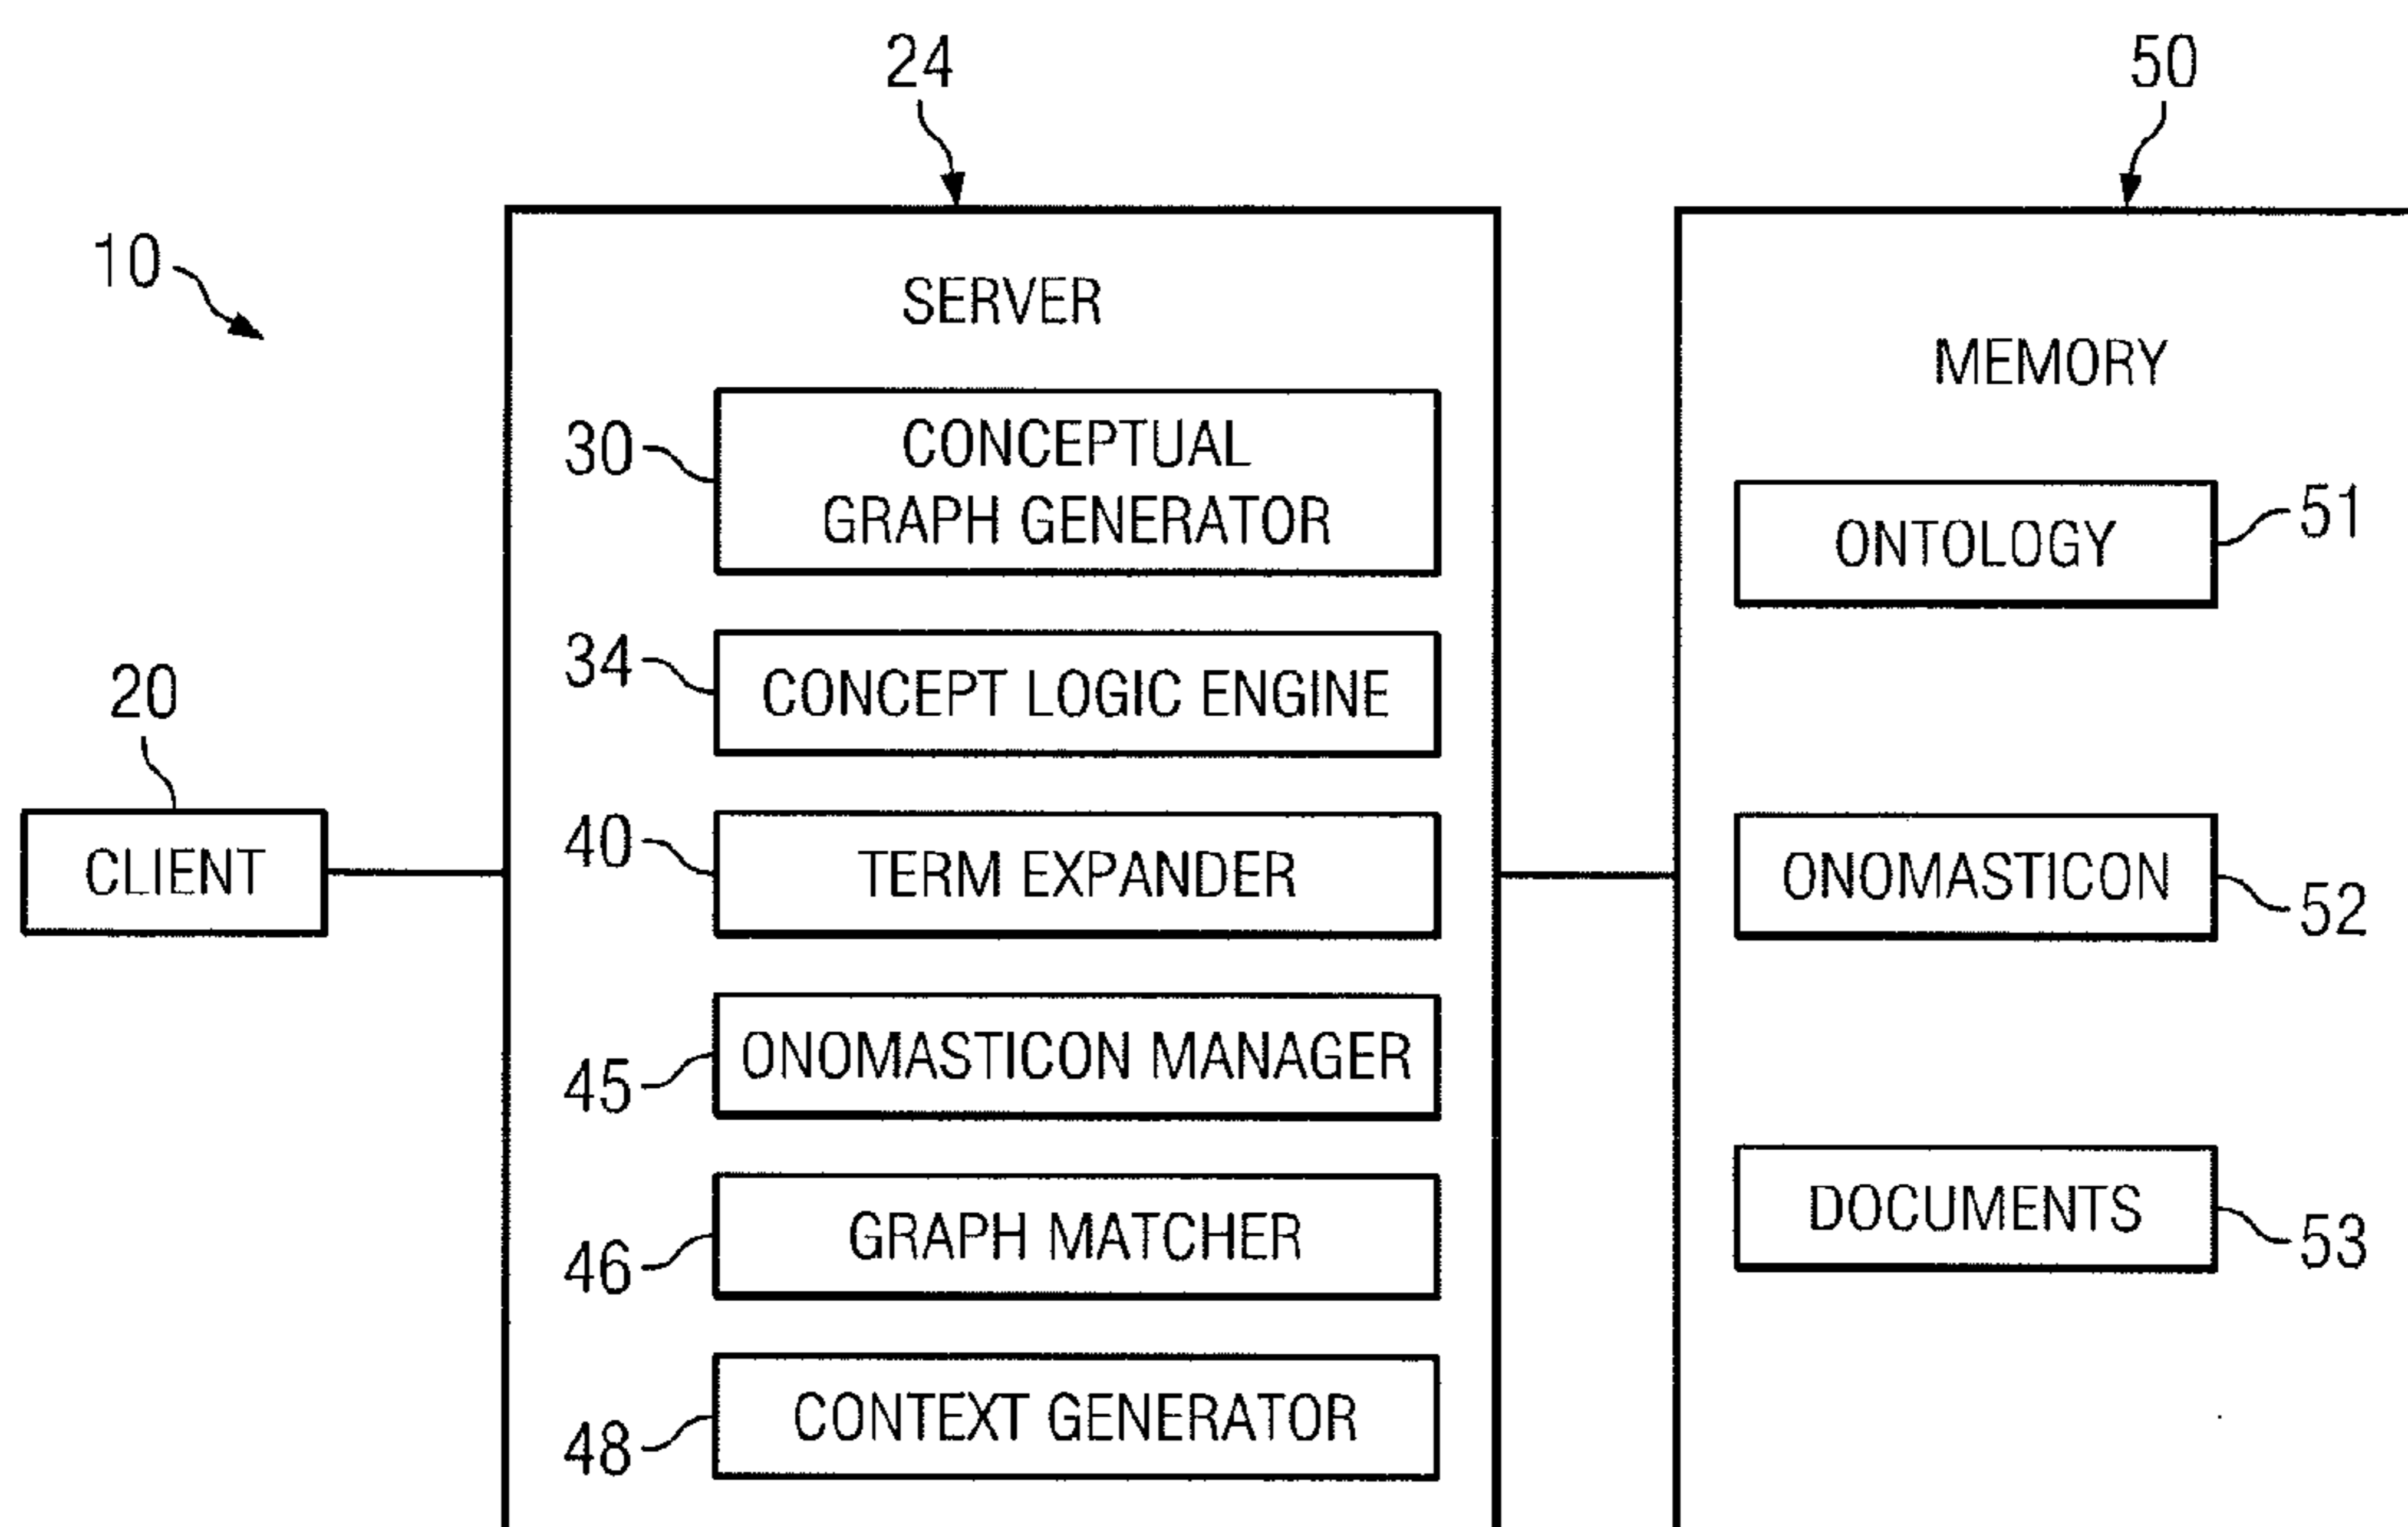 24
50
10
SERVER
MEMORY
30
CONCEPTUAL
GRAPH GENERATOR
51
ONTOLOGY
34
CONCEPT LOGIC ENGINE
20
CLIENT
40
TERM EXPANDER
ONOMASTICON
52
45
ONOMASTICON MANAGER
46
GRAPH MATCHER
DOCUMENTS
53
48
CONTEXT GENERATOR